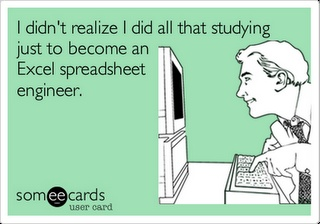 I didn't realize I did all that studying
just to become an
Excel spreadsheet
engineer.
someecards
user card